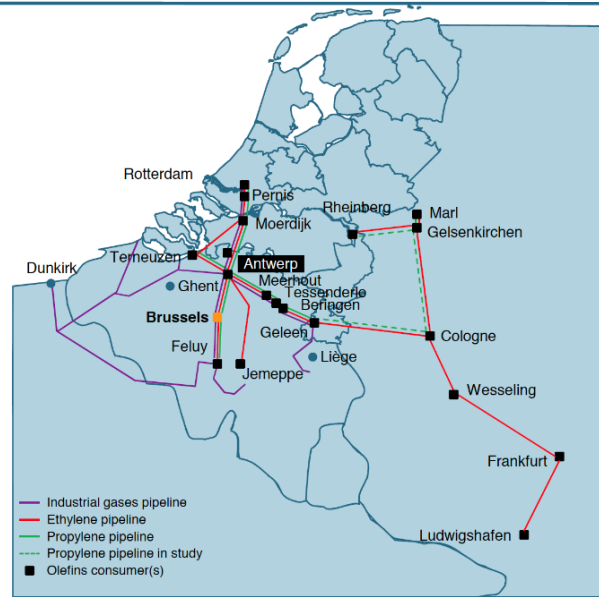 Rotterdam
Pernis
Rheinberg
Marl
Moerdijk
Gelsenkirchen
Terneuzen
Antwerp
Dunkirk
Meerhout
Ghent
Tessenderlo
Beringen
Brussels
Geleen
Cologne
Feluy
Liège
Jemeppe
Wesseling
Frankfurt
Industrial gases pipeline
Ethylene pipeline
Propylene pipeline
Ludwigshafen
Propylene pipeline in study
Olefins consumer(s)